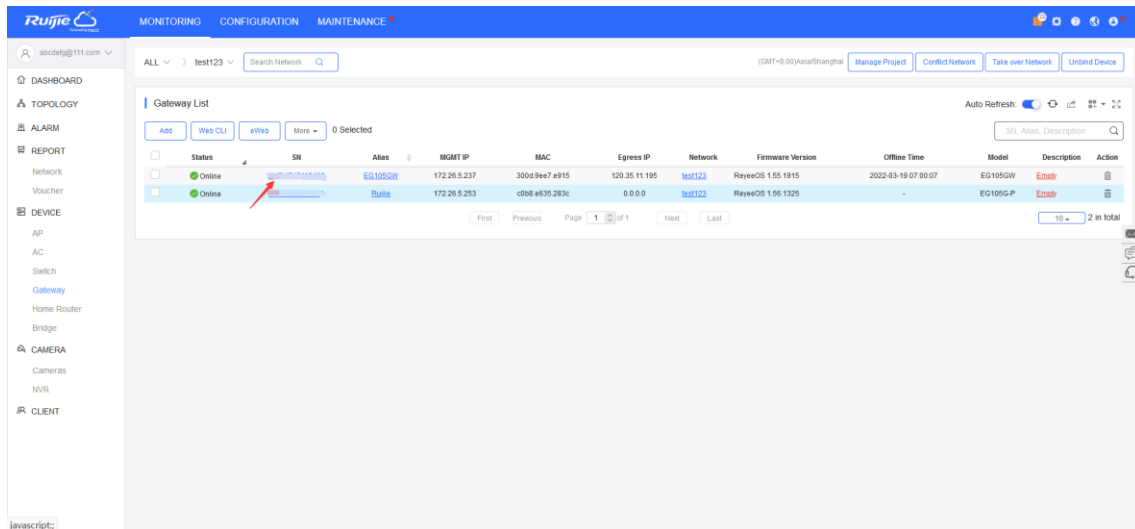 Ruijie MONITORING CONFIGURATION MAINTENANCE
abcdefg@111.com
ALL > test123 Search Network (GMT+8:00)Asia/Shanghai Manage Project Conflict Network Take over Network Unbind Device
DASHBOARD
TOPOLOGY
ALARM
REPORT
Network
Voucher
DEVICE
AP
AC
Switch
Gateway
Home Router
Bridge
CAMERA
Cameras
NVR
CLIENT
Gateway List Auto Refresh:
Add Web CLI eWeb More 0 Selected SN, Alias, Description
Status SN Alias MGMT IP MAC Egress IP Network Firmware Version Offline Time Model Description Action
Online EG105GW 172.26.5.237 300d.9ee7.e915 120.35.11.195 test123 ReyeeOS 1.55.1915 2022-03-19 07:00:07 EG105GW Empty
Online Ruijie 172.26.5.253 c0b8.e635.283c 0.0.0.0 test123 ReyeeOS 1.56.1325 - EG105G-P Empty
First Previous Page 1 of 1 Next Last 10 2 in total
javascript:;